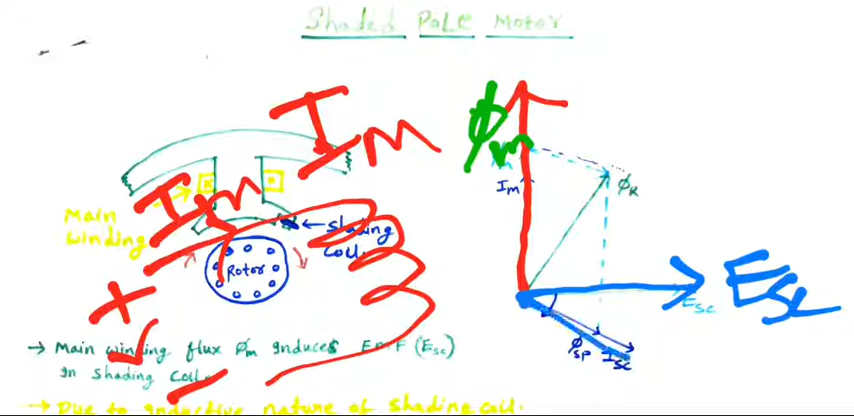 Shaded Pole Motor
Im
Im
Main
winding
← Shading
coil.
Rotor
Φm
Im
ΦR
Esc
Esc
Φsp
Isc
→ Main winding flux Φm induces EMF (Esc)
in shading coil.
→ Due to inductive nature of shading coil.